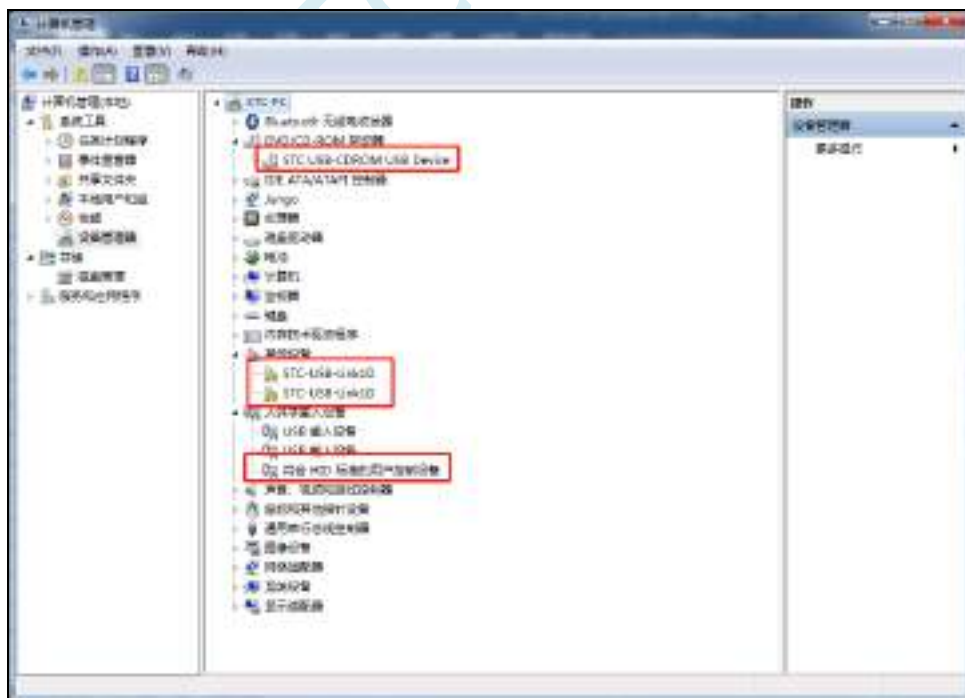 计算机管理
文件(F) 操作(A) 查看(V) 帮助(H)
计算机管理(本地)
系统工具
任务计划程序
事件查看器
共享文件夹
本地用户和组
性能
设备管理器
存储
磁盘管理
服务和应用程序
STC-PC
Bluetooth 无线电收发器
DVD/CD-ROM 驱动器
STC USB-CDROM USB Device
IDE ATA/ATAPI 控制器
Jungo
处理器
磁盘驱动器
电池
计算机
监视器
键盘
内存技术驱动程序
其他设备
STC-USB-Link1D
STC-USB-Link1D
人体学输入设备
USB 输入设备
USB 输入设备
符合 HID 标准的用户控制设备
声音、视频和游戏控制器
鼠标和其他指针设备
通用串行总线控制器
图像设备
网络适配器
系统设备
显示适配器
操作
设备管理器
更多操作